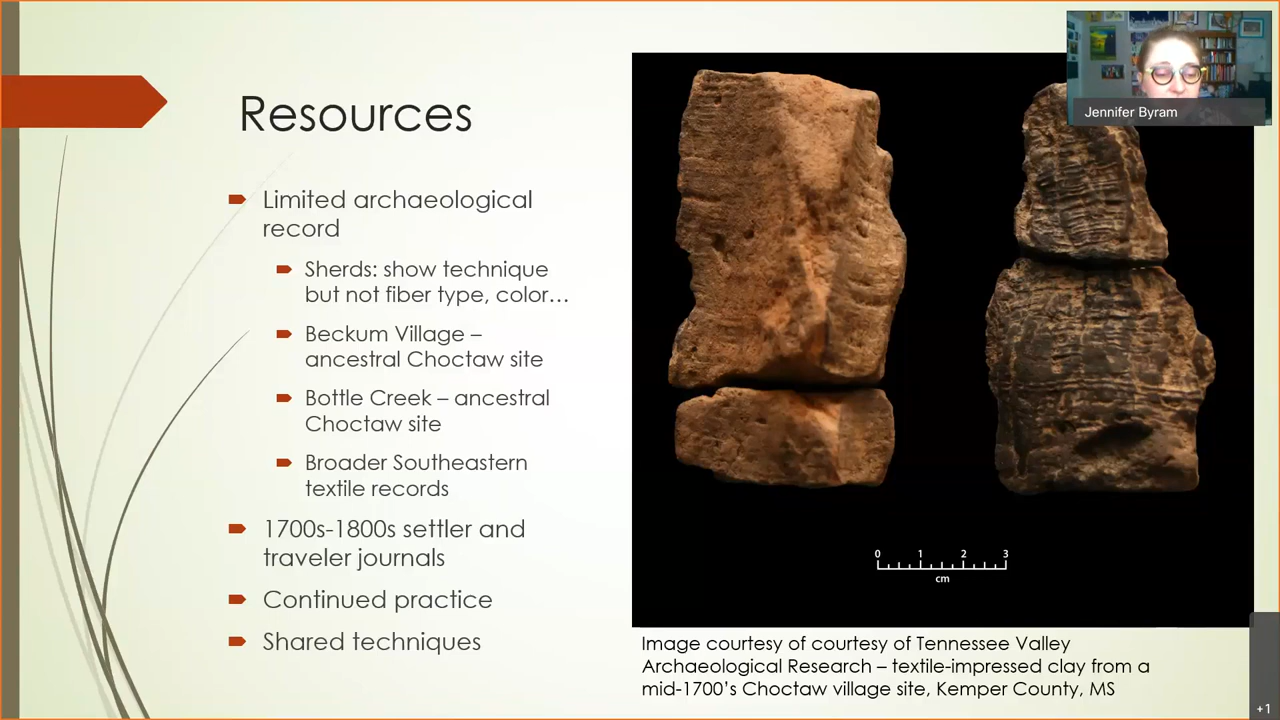 Resources
Limited archaeological
record
Sherds: show technique
but not fiber type, color…
Beckum Village –
ancestral Choctaw site
Bottle Creek – ancestral
Choctaw site
Broader Southeastern
textile records
1700s-1800s settler and
traveler journals
Continued practice
Shared techniques
Jennifer Byram
0 1 2 3
cm
Image courtesy of courtesy of Tennessee Valley
Archaeological Research – textile-impressed clay from a
mid-1700’s Choctaw village site, Kemper County, MS
+1